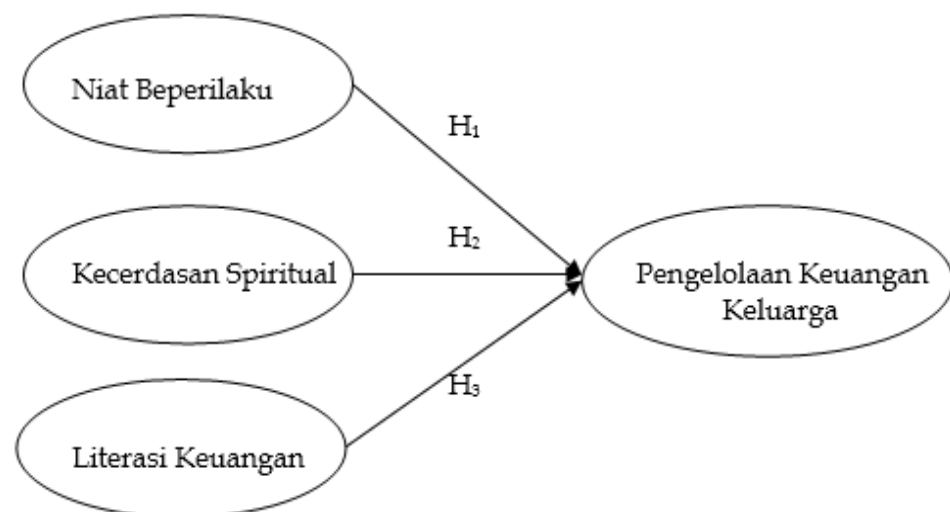 Niat Beperilaku
H₁
H₂
Kecerdasan Spiritual
Pengelolaan Keuangan
Keluarga
H₃
Literasi Keuangan